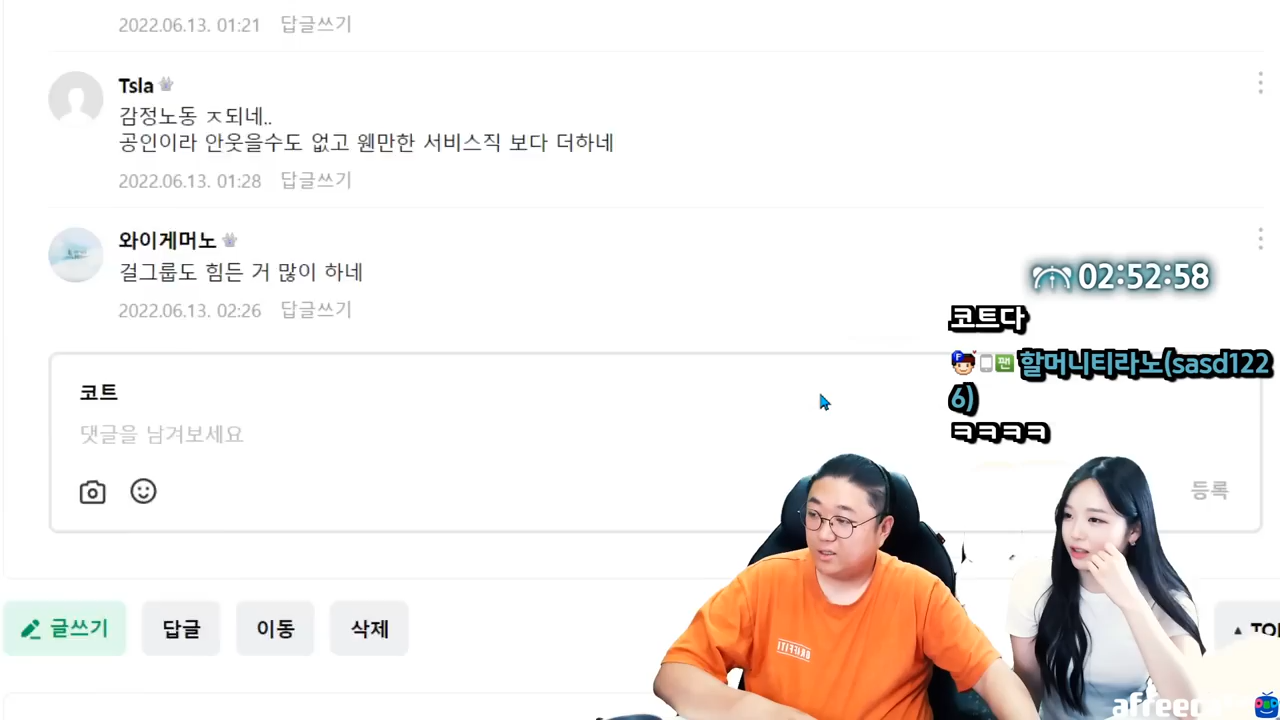 2022.06.13. 01:21 답글쓰기
Tsla
감정노동 ㅈ되네..
공인이라 안웃을수도 없고 웬만한 서비스직 보다 더하네
2022.06.13. 01:28 답글쓰기
와이게머노
걸그룹도 힘든 거 많이 하네
2022.06.13. 02:26 답글쓰기
02:52:58
코트다
F 팬 할머니티라노(sasd122
6)
ㅋㅋㅋㅋ
코트
댓글을 남겨보세요
등록
글쓰기 답글 이동 삭제